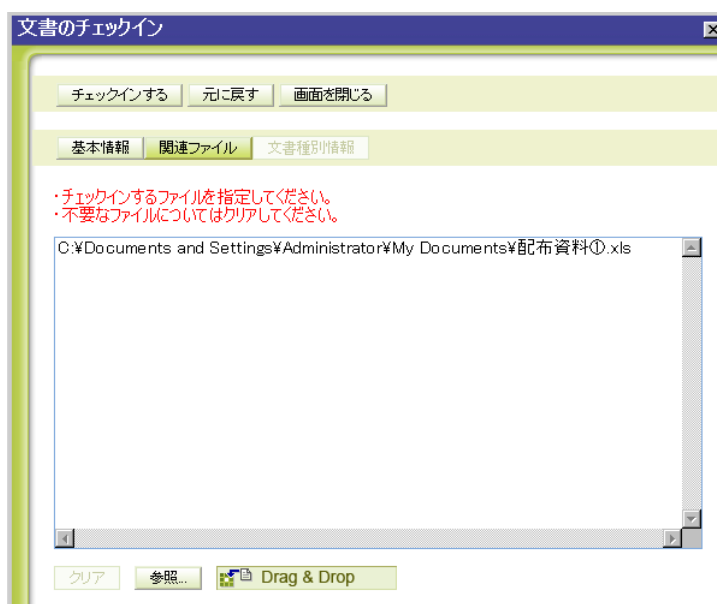 文書のチェックイン
チェックインする 元に戻す 画面を閉じる
基本情報 関連ファイル 文書種別情報
・チェックインするファイルを指定してください。
・不要なファイルについてはクリアしてください。
C:¥Documents and Settings¥Administrator¥My Documents¥配布資料①.xls
クリア 参照... Drag & Drop